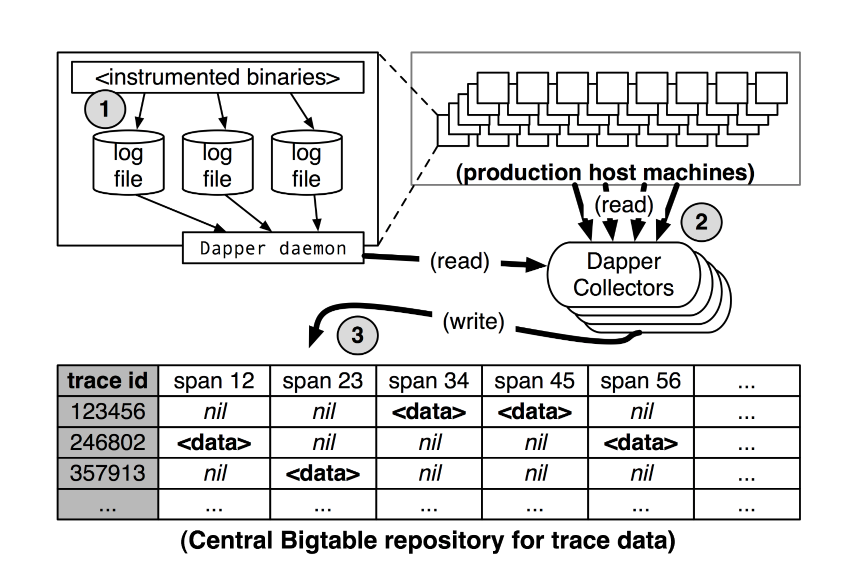 <instrumented binaries>
1
log file
log file
log file
Dapper daemon
(production host machines)
(read)
2
(read)
Dapper
Collectors
(write)
3
trace id span 12 span 23 span 34 span 45 span 56 ...
123456 nil nil <data> <data> nil ...
246802 <data> nil nil nil <data> ...
357913 nil <data> nil nil nil ...
... ... ... ... ... ... ...
(Central Bigtable repository for trace data)